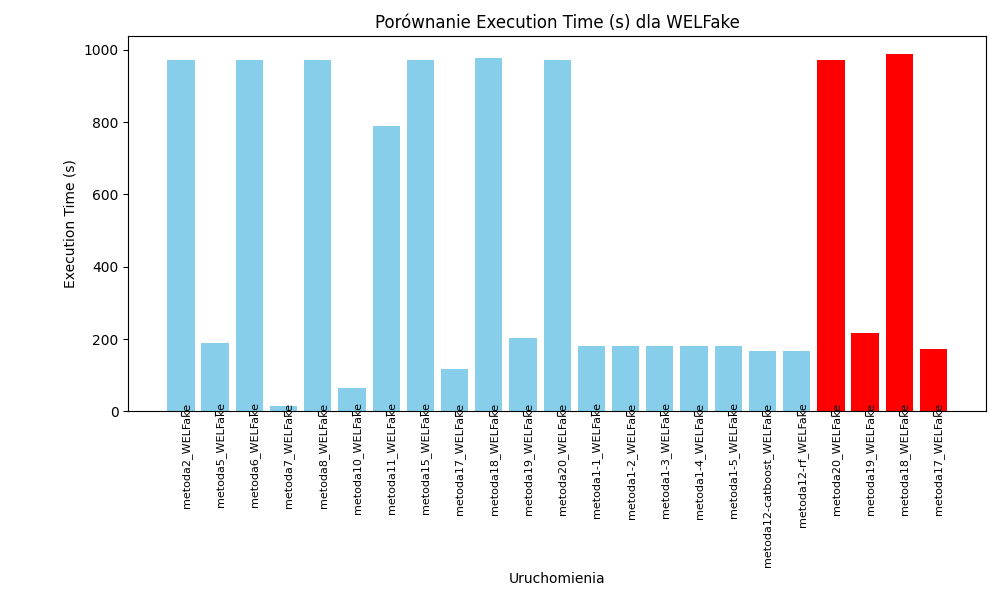 Porównanie Execution Time (s) dla WELFake
Execution Time (s)
1000
800
600
400
200
0
metoda2_WELFake
metoda5_WELFake
metoda6_WELFake
metoda7_WELFake
metoda8_WELFake
metoda10_WELFake
metoda11_WELFake
metoda15_WELFake
metoda17_WELFake
metoda18_WELFake
metoda19_WELFake
metoda20_WELFake
metoda1-1_WELFake
metoda1-2_WELFake
metoda1-3_WELFake
metoda1-4_WELFake
metoda1-5_WELFake
metoda12-catboost_WELFake
metoda12-rf_WELFake
metoda20_WELFake
metoda19_WELFake
metoda18_WELFake
metoda17_WELFake
Uruchomienia